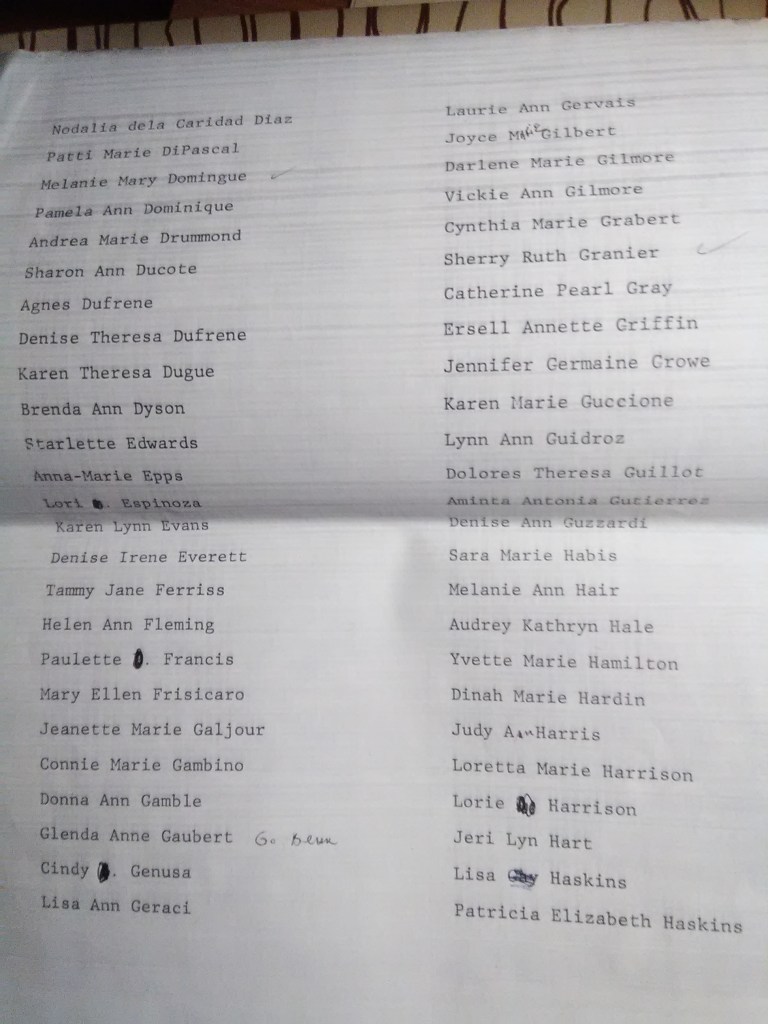 Nodalia dela Caridad Diaz
Patti Marie DiPascal
Melanie Mary Domingue
Pamela Ann Dominique
Andrea Marie Drummond
Sharon Ann Ducote
Agnes Dufrene
Denise Theresa Dufrene
Karen Theresa Dugue
Brenda Ann Dyson
Starlette Edwards
Anna-Marie Epps
Lori . Espinoza
Karen Lynn Evans
Denise Irene Everett
Tammy Jane Ferriss
Helen Ann Fleming
Paulette . Francis
Mary Ellen Frisicaro
Jeanette Marie Galjour
Connie Marie Gambino
Donna Ann Gamble
Glenda Anne Gaubert Go
Cindy . Genusa
Lisa Ann Geraci
Laurie Ann Gervais
Joyce Marie Gilbert
Darlene Marie Gilmore
Vickie Ann Gilmore
Cynthia Marie Grabert
Sherry Ruth Granier
Catherine Pearl Gray
Ersell Annette Griffin
Jennifer Germaine Growe
Karen Marie Guccione
Lynn Ann Guidroz
Dolores Theresa Guillot
Aminta Antonia Gutierrez
Denise Ann Guzzardi
Sara Marie Habis
Melanie Ann Hair
Audrey Kathryn Hale
Yvette Marie Hamilton
Dinah Marie Hardin
Judy Ann Harris
Loretta Marie Harrison
Lorie Harrison
Jeri Lyn Hart
Lisa Gay Haskins
Patricia Elizabeth Haskins